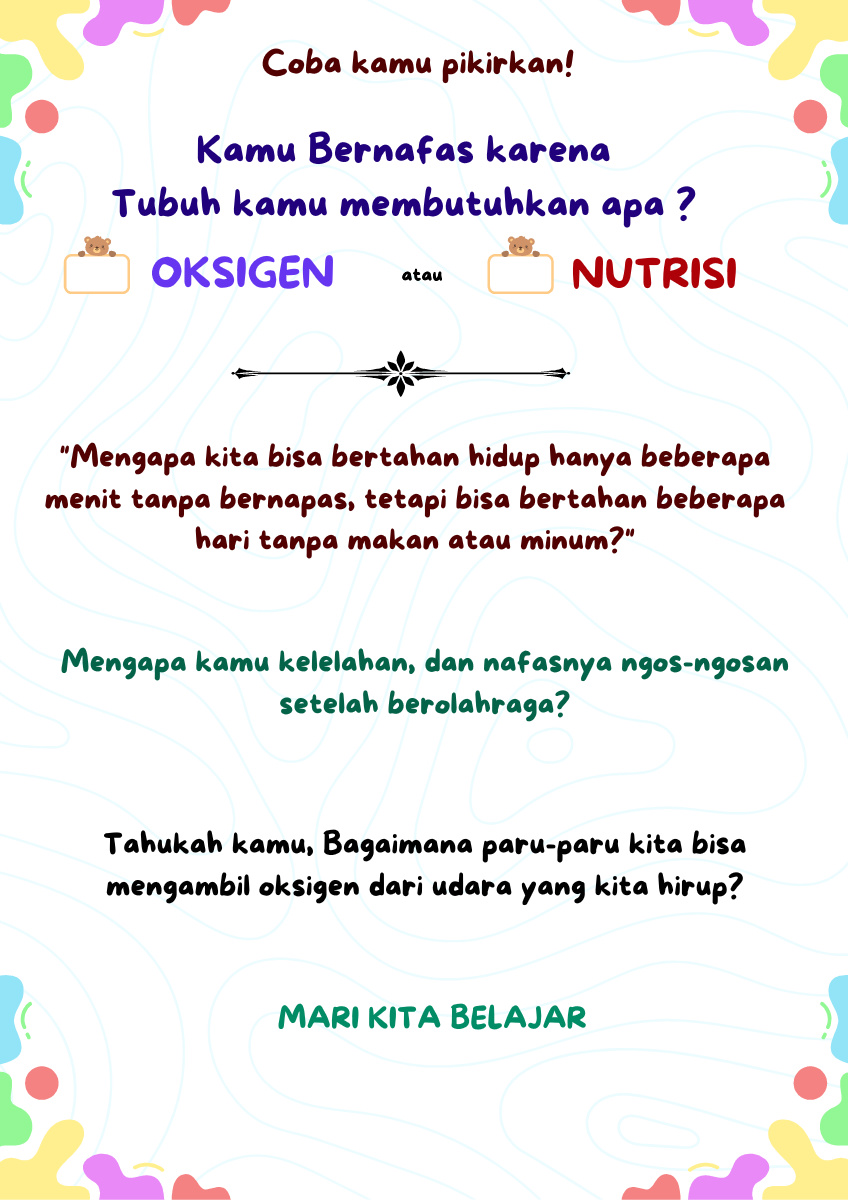 Coba kamu pikirkan!
Kamu Bernafas karena
Tubuh kamu membutuhkan apa ?
OKSIGEN atau NUTRISI
"Mengapa kita bisa bertahan hidup hanya beberapa
menit tanpa bernapas, tetapi bisa bertahan beberapa
hari tanpa makan atau minum?"
Mengapa kamu kelelahan, dan nafasnya ngos-ngosan
setelah berolahraga?
Tahukah kamu, Bagaimana paru-paru kita bisa
mengambil oksigen dari udara yang kita hirup?
MARI KITA BELAJAR